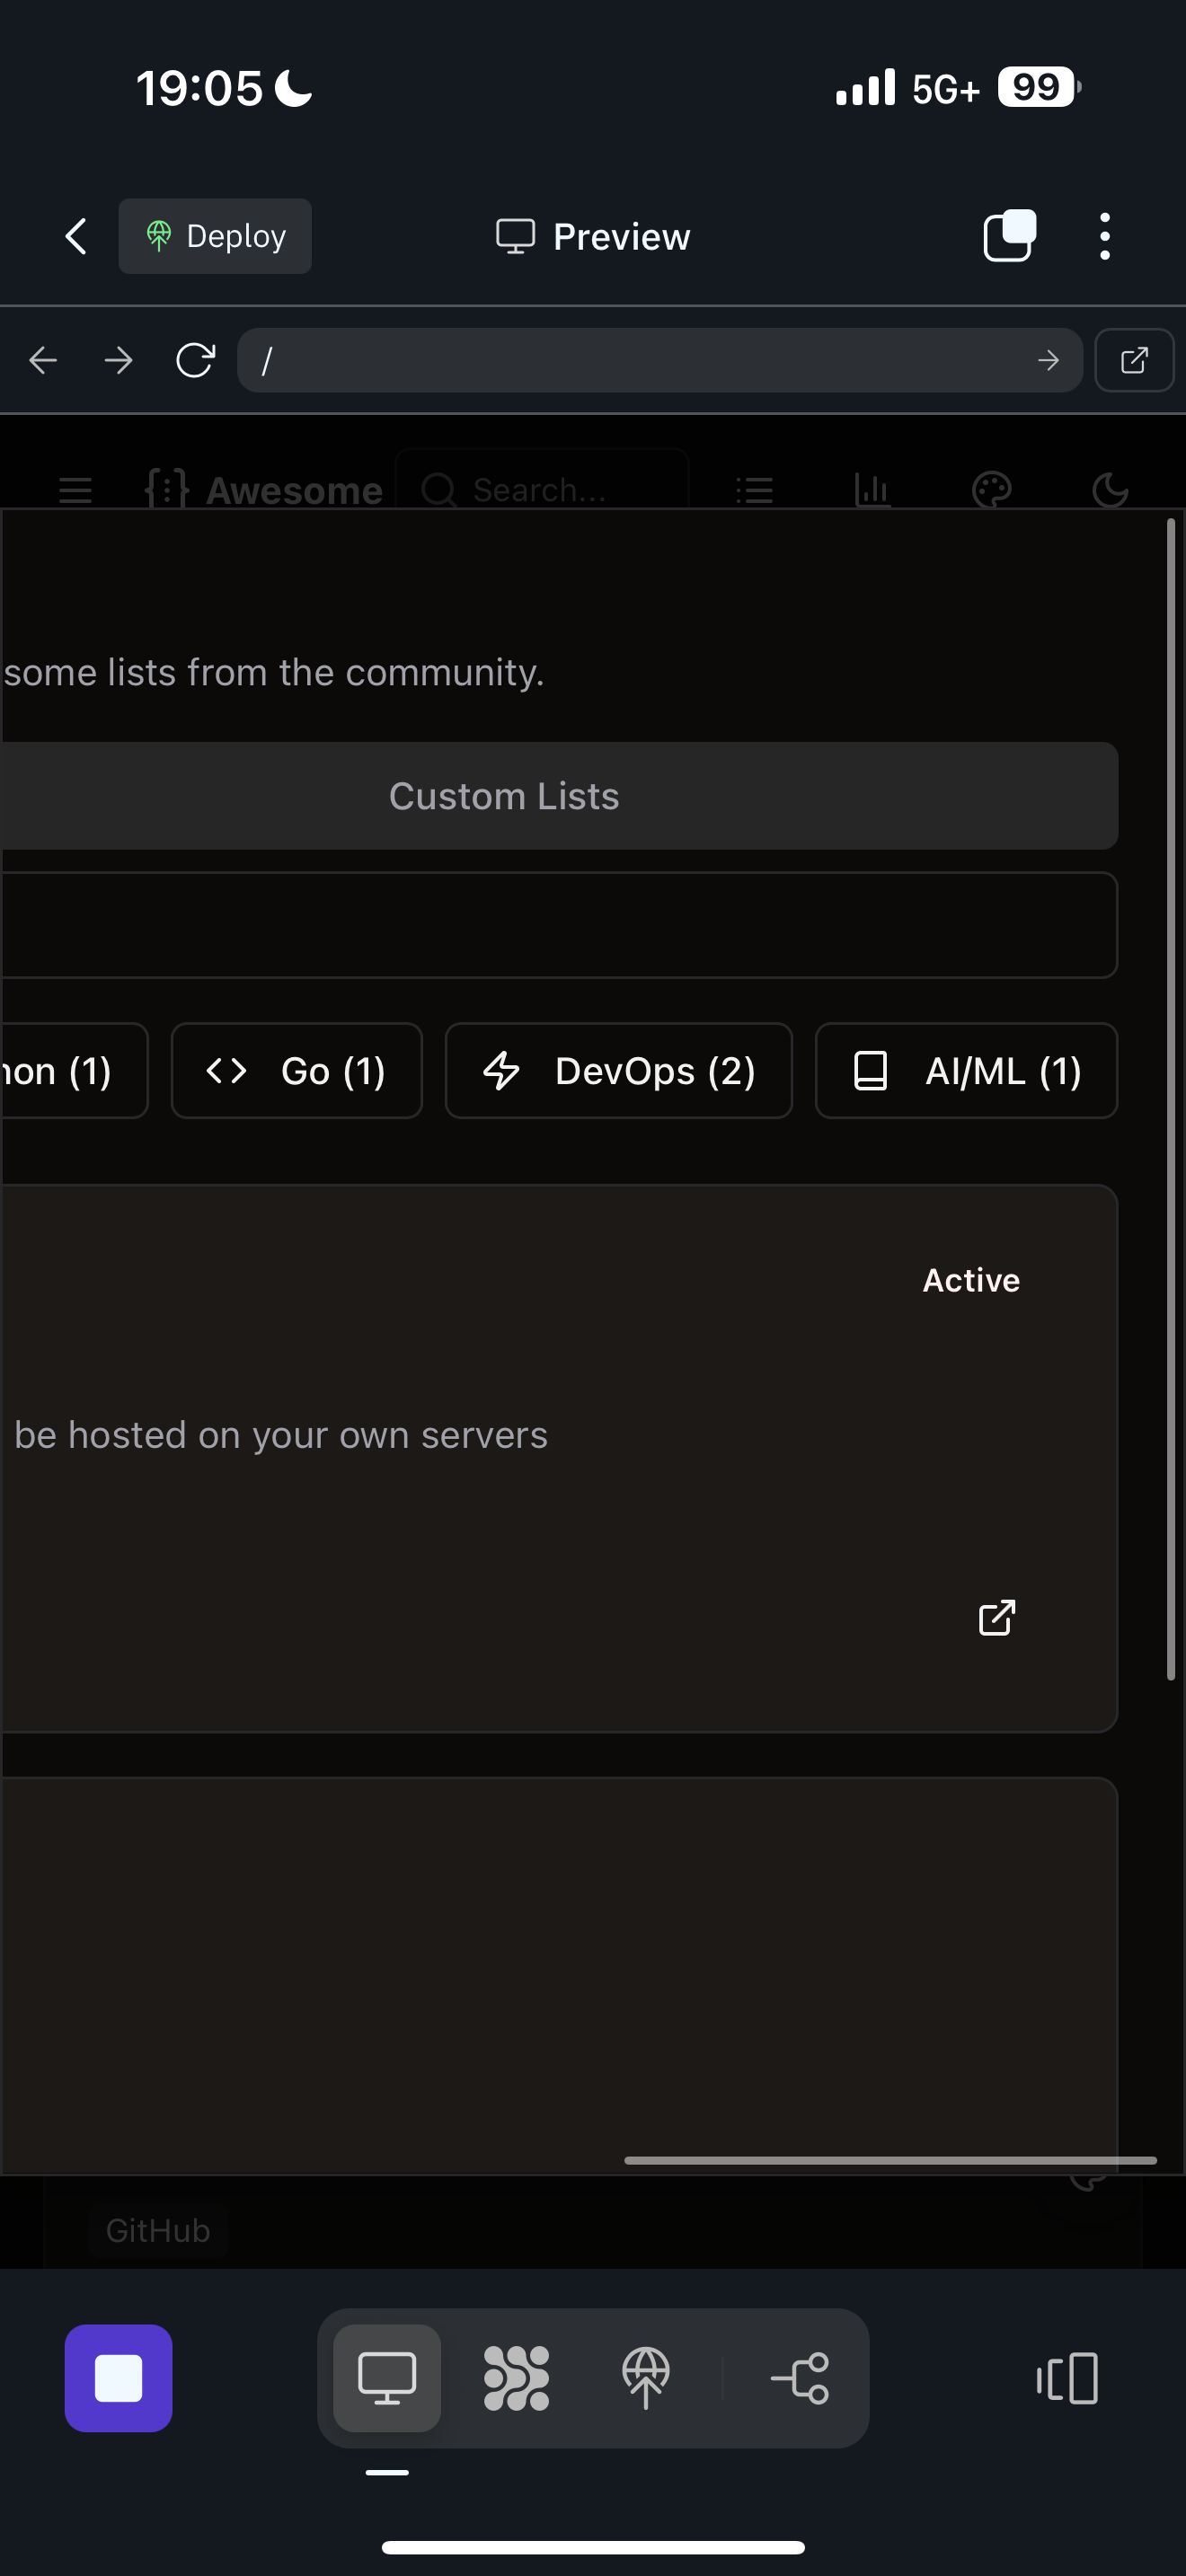 19:05
5G+ 99
Deploy
Preview
/
Awesome
Search...
some lists from the community.
Custom Lists
hon (1)
Go (1)
DevOps (2)
AI/ML (1)
Active
be hosted on your own servers
GitHub